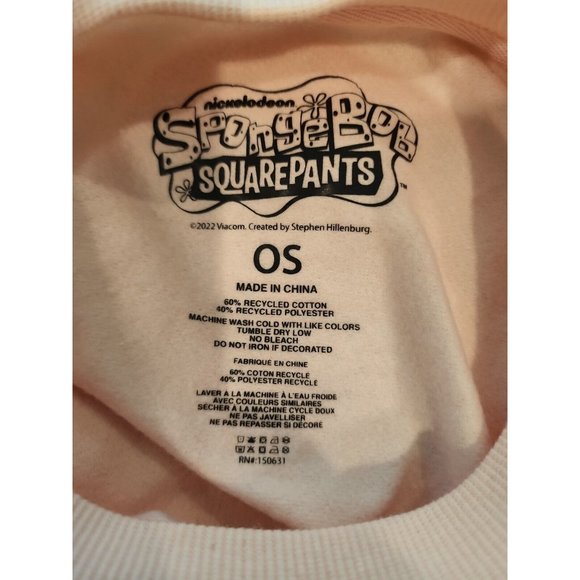 nickelodeon
SPONGEBOB
SQUAREPANTS
™
©2022 Viacom. Created by Stephen Hillenburg.
OS
MADE IN CHINA
60% RECYCLED COTTON
40% RECYCLED POLYESTER
MACHINE WASH COLD WITH LIKE COLORS
TUMBLE DRY LOW
NO BLEACH
DO NOT IRON IF DECORATED
FABRIQUÉ EN CHINE
60% COTON RECYCLE
40% POLYESTER RECYCLE
LAVER A LA MACHINE À L'EAU FROIDE
AVEC COULEURS SIMILAIRES
SÉCHER À LA MACHINE CYCLE DOUX
NE PAS JAVELLISER
NE PAS REPASSER SI DÉCORE
RN#:150631